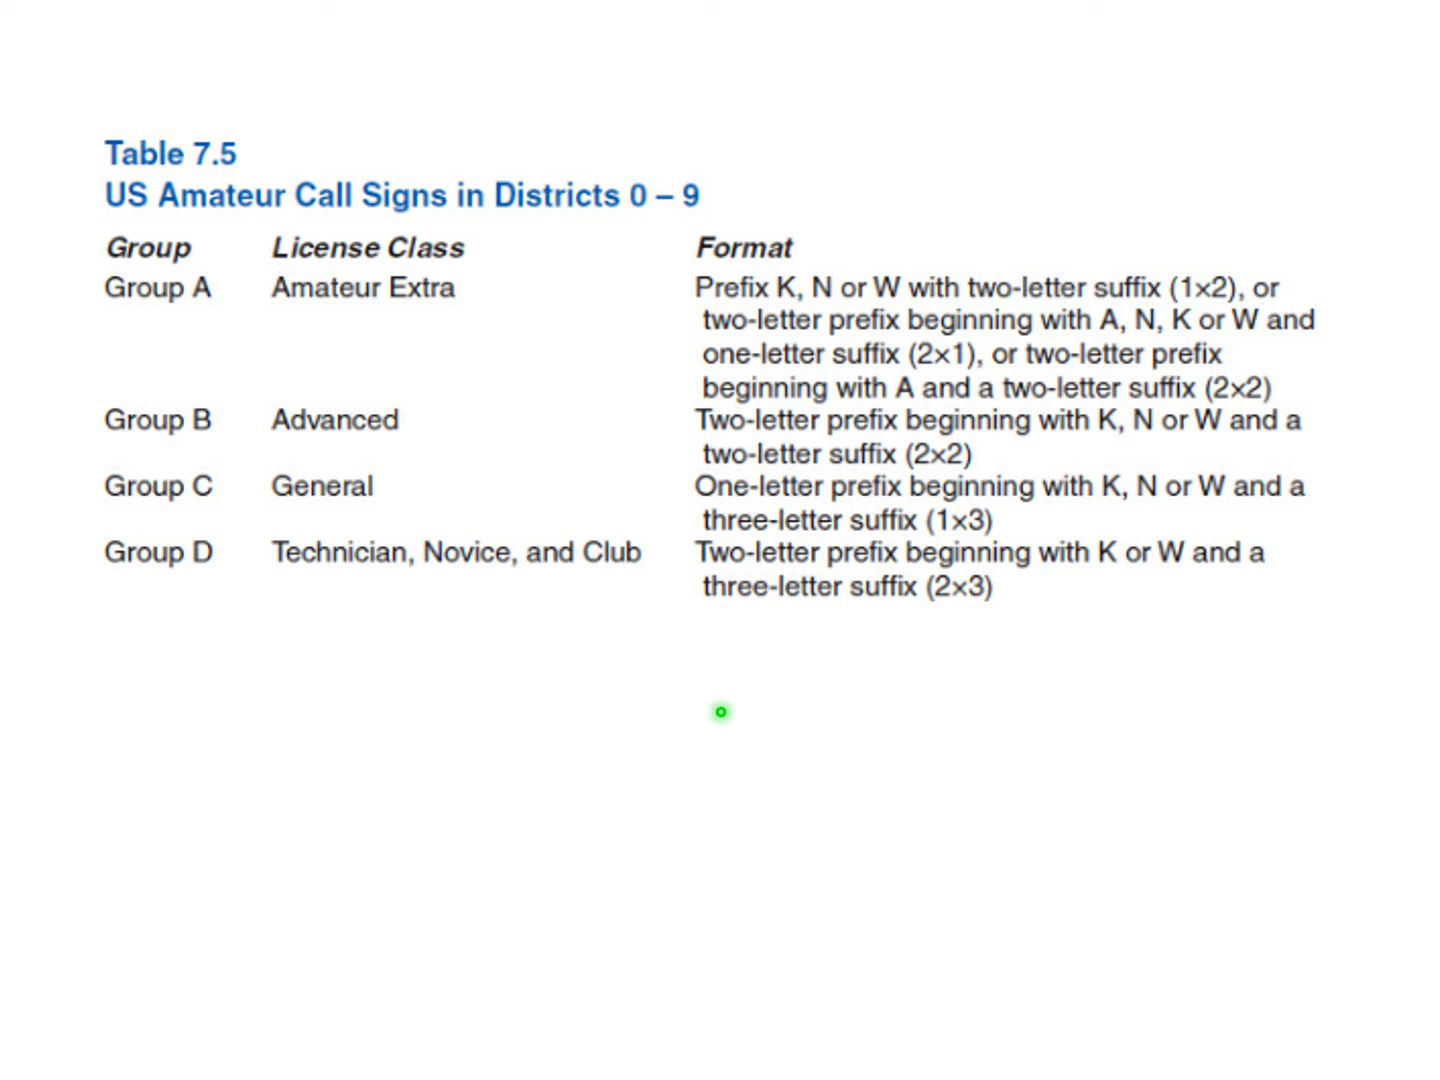 Table 7.5
US Amateur Call Signs in Districts 0 – 9
Group License Class Format
Group A Amateur Extra Prefix K, N or W with two-letter suffix (1×2), or
two-letter prefix beginning with A, N, K or W and
one-letter suffix (2×1), or two-letter prefix
beginning with A and a two-letter suffix (2×2)
Group B Advanced Two-letter prefix beginning with K, N or W and a
two-letter suffix (2×2)
Group C General One-letter prefix beginning with K, N or W and a
three-letter suffix (1×3)
Group D Technician, Novice, and Club Two-letter prefix beginning with K or W and a
three-letter suffix (2×3)